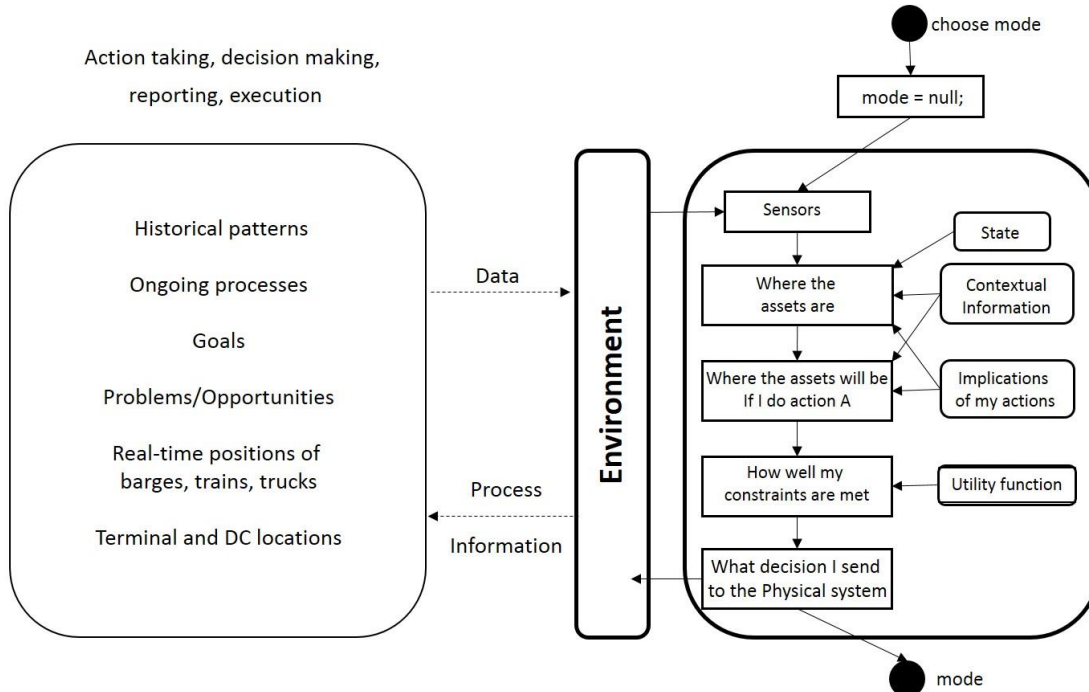 Action taking, decision making,
reporting, execution
Historical patterns
Ongoing processes
Goals
Problems/Opportunities
Real-time positions of
barges, trains, trucks
Terminal and DC locations
Data
Process
Information
Environment
choose mode
mode = null;
Sensors
State
Where the
assets are
Contextual
Information
Where the assets will be
If I do action A
Implications
of my actions
How well my
constraints are met
Utility function
What decision I send
to the Physical system
mode